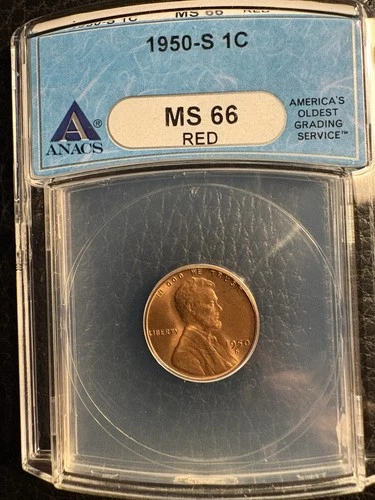 1950-S 1C MS 66 RED
1950-S 1C
MS 66
RED
ANACS®
AMERICA'S
OLDEST
GRADING
SERVICE™
IN GOD WE TRUST
LIBERTY
1950
S